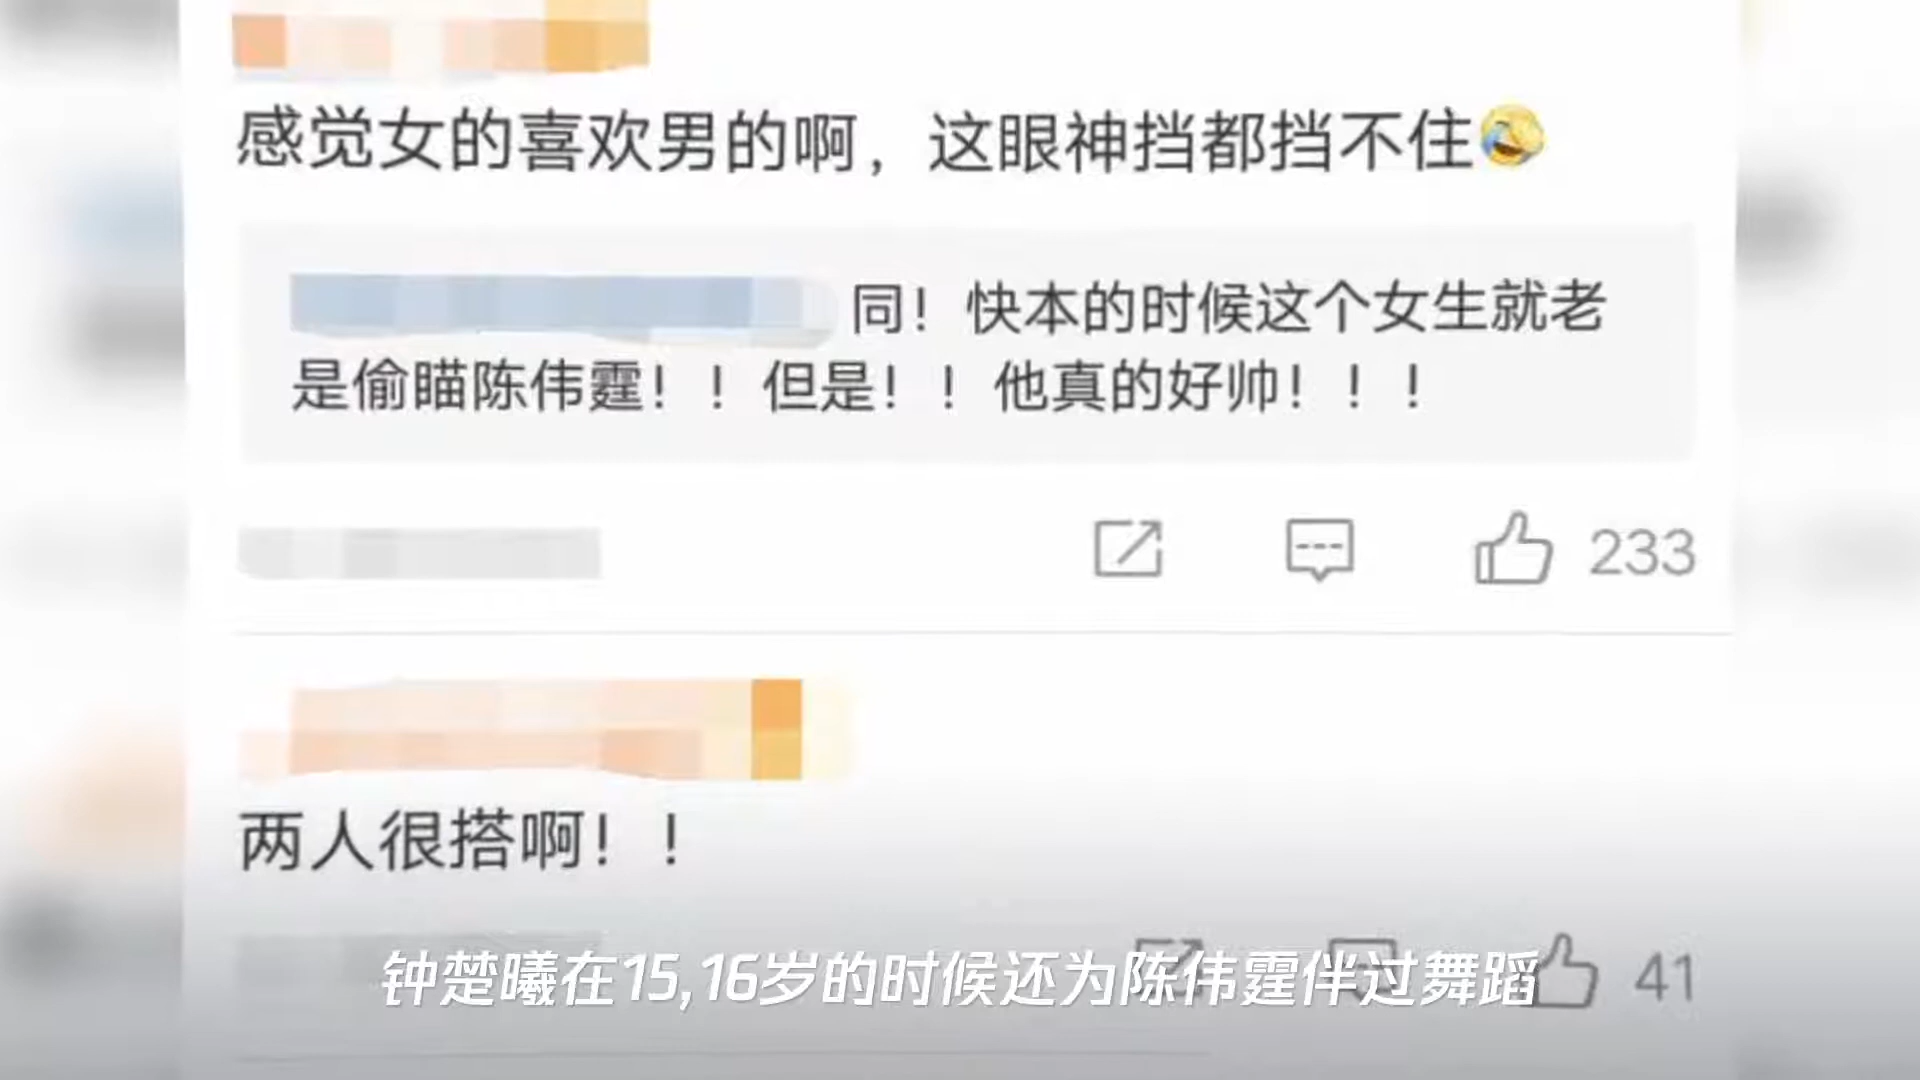 感觉女的喜欢男的啊，这眼神挡都挡不住
同！快本的时候这个女生就老
是偷瞄陈伟霆！！但是！！他真的好帅！！！
233
两人很搭啊！！
41
钟楚曦在15,16岁的时候还为陈伟霆伴过舞蹈